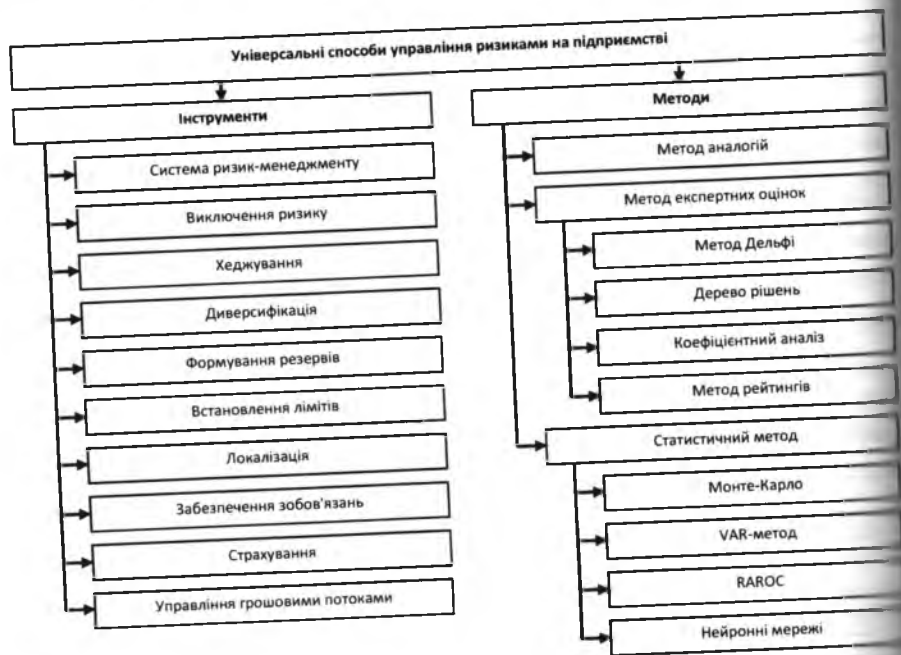 Універсальні способи управління ризиками на підприємстві
Інструменти
Система ризик-менеджменту
Виключення ризику
Хеджування
Диверсифікація
Формування резервів
Встановлення лімітів
Локалізація
Забезпечення зобов'язань
Страхування
Управління грошовими потоками
Методи
Метод аналогій
Метод експертних оцінок
Метод Дельфі
Дерево рішень
Коефіцієнтний аналіз
Метод рейтингів
Статистичний метод
Монте-Карло
VAR-метод
RAROC
Нейронні мережі